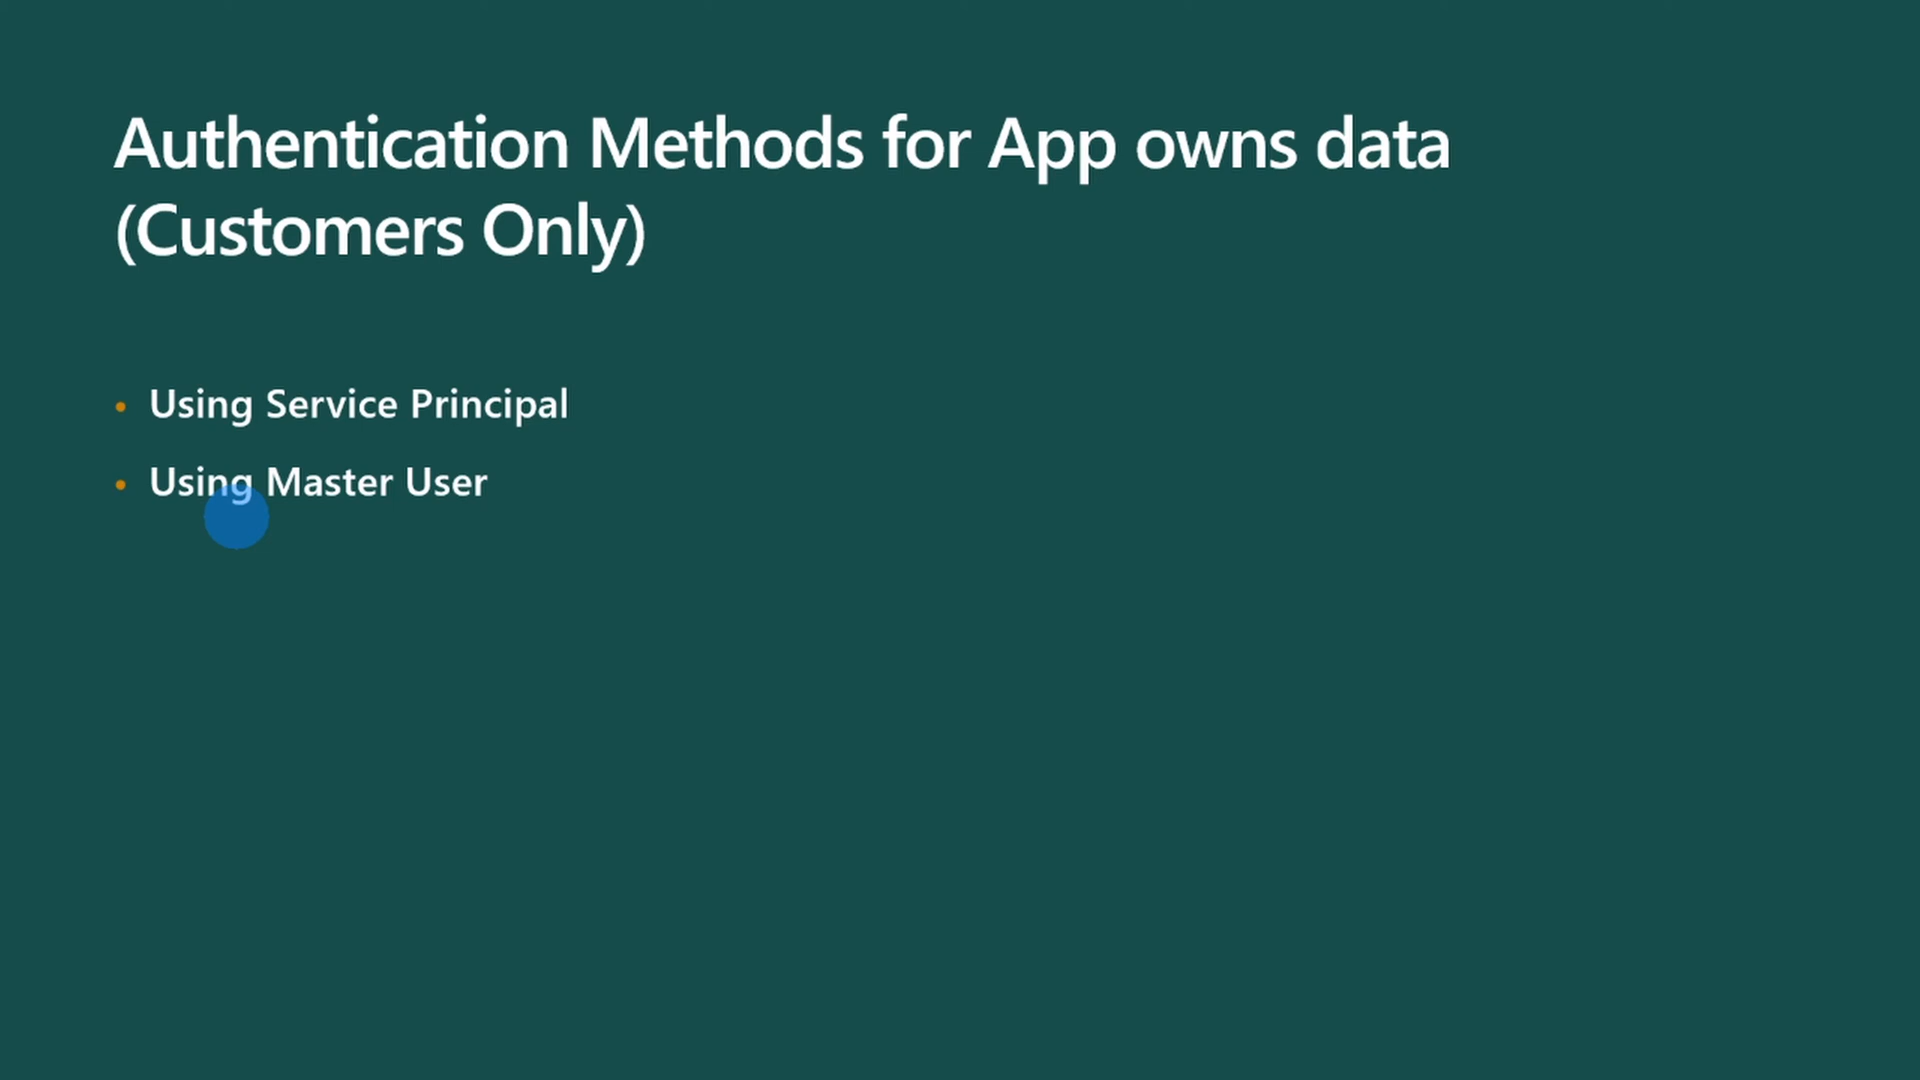 Authentication Methods for App owns data
(Customers Only)
• Using Service Principal
• Using Master User